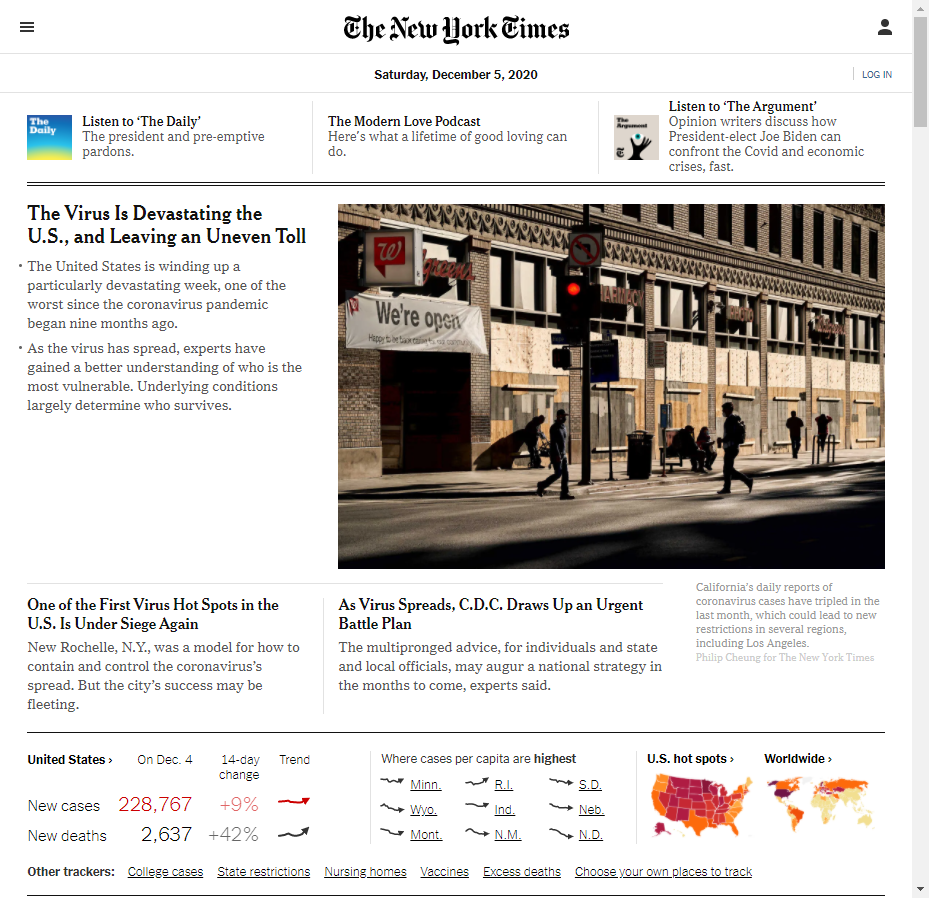 The New York Times
Saturday, December 5, 2020
LOG IN
The Daily
Listen to ‘The Daily’
The president and pre-emptive
pardons.
The Modern Love Podcast
Here’s what a lifetime of good loving can
do.
The Argument
Listen to ‘The Argument’
Opinion writers discuss how
President-elect Joe Biden can
confront the Covid and economic
crises, fast.
The Virus Is Devastating the
U.S., and Leaving an Uneven Toll
• The United States is winding up a
particularly devastating week, one of the
worst since the coronavirus pandemic
began nine months ago.
• As the virus has spread, experts have
gained a better understanding of who is the
most vulnerable. Underlying conditions
largely determine who survives.
We're open
California’s daily reports of
coronavirus cases have tripled in the
last month, which could lead to new
restrictions in several regions,
including Los Angeles.
Philip Cheung for The New York Times
One of the First Virus Hot Spots in the
U.S. Is Under Siege Again
New Rochelle, N.Y., was a model for how to
contain and control the coronavirus’s
spread. But the city’s success may be
fleeting.
As Virus Spreads, C.D.C. Draws Up an Urgent
Battle Plan
The multipronged advice, for individuals and state
and local officials, may augur a national strategy in
the months to come, experts said.
United States ›
On Dec. 4
14-day
change
Trend
New cases 228,767 +9%
New deaths 2,637 +42%
Where cases per capita are highest
Minn. R.I. S.D.
Wyo. Ind. Neb.
Mont. N.M. N.D.
U.S. hot spots ›
Worldwide ›
Other trackers: College cases State restrictions Nursing homes Vaccines Excess deaths Choose your own places to track